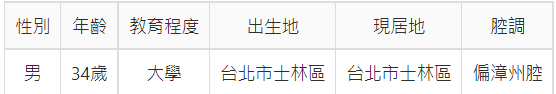 性別 年齡 教育程度 出生地 現居地 腔調
男 34歲 大學 台北市士林區 台北市士林區 偏漳州腔